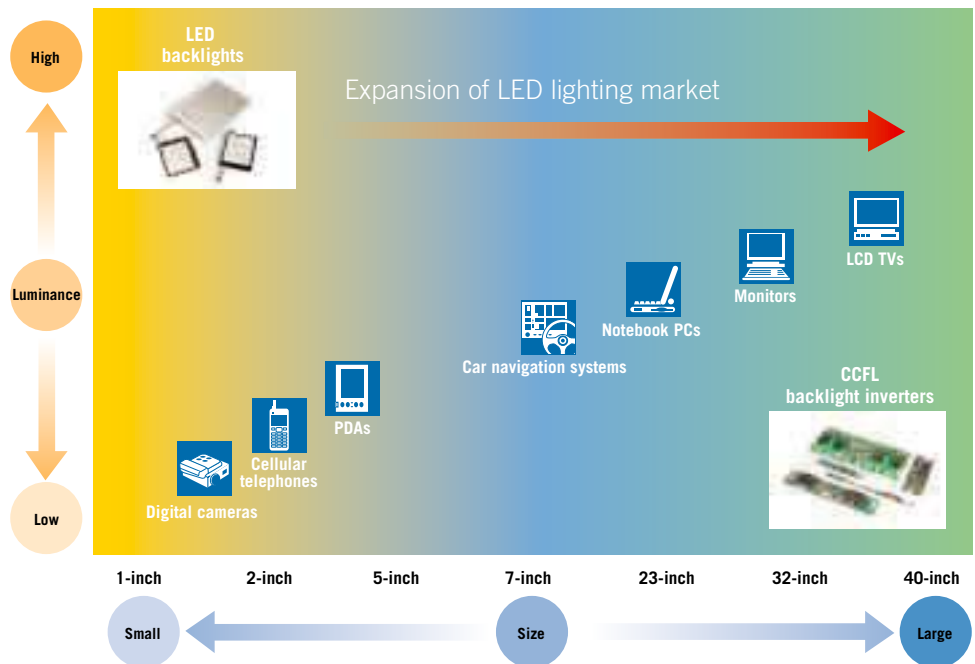 High
LED
backlights
Expansion of LED lighting market
LCD TVs
Luminance
Monitors
Notebook PCs
Car navigation systems
CCFL
backlight inverters
PDAs
Cellular
telephones
Digital cameras
Low
1-inch
2-inch
5-inch
7-inch
23-inch
32-inch
40-inch
Small
Size
Large